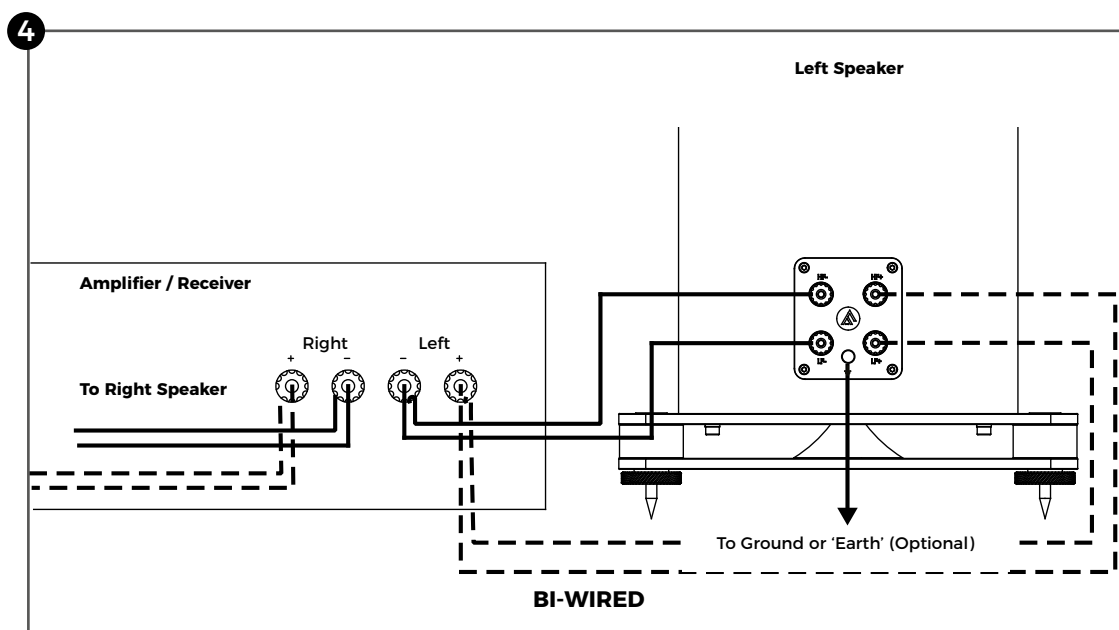 4
Left Speaker
Amplifier / Receiver
Right Left
+ − − +
To Right Speaker
HF- HF+
LF- LF+
To Ground or ‘Earth’ (Optional)
BI-WIRED